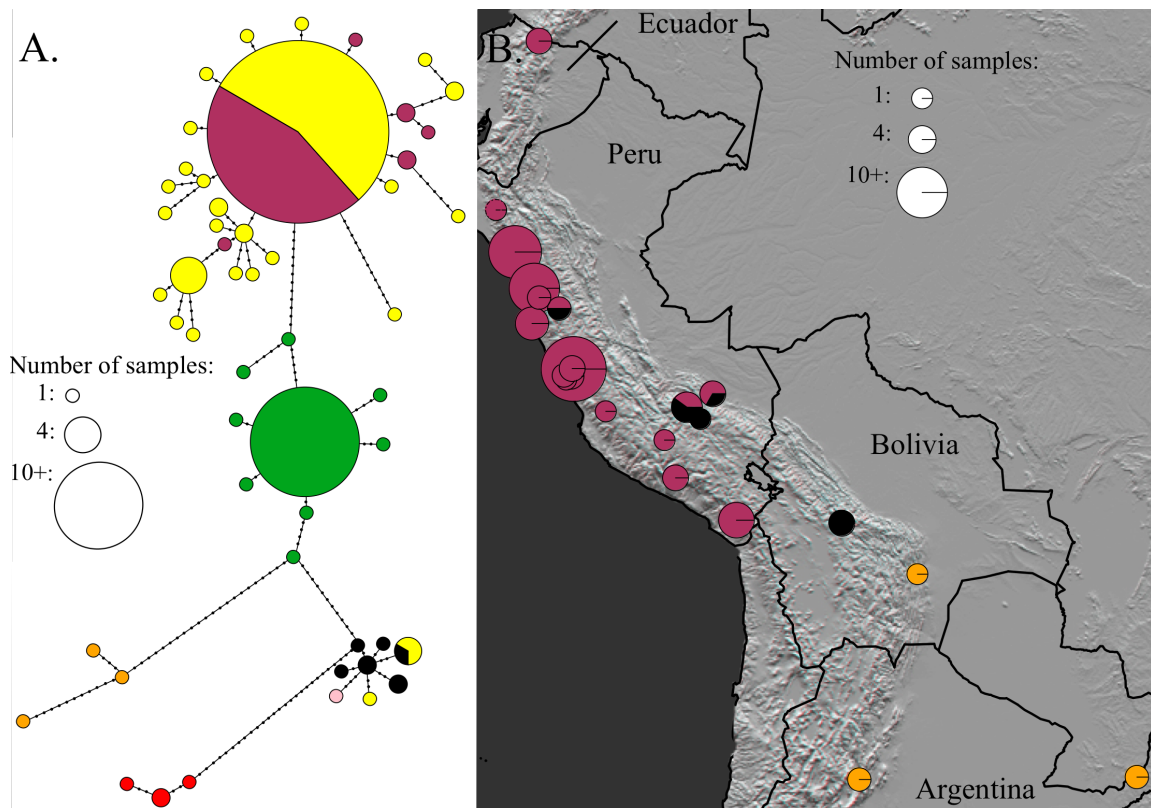 A.
Number of samples:
1:
4:
10+:
B.
Ecuador
Number of samples:
1:
4:
10+:
Peru
Bolivia
Argentina